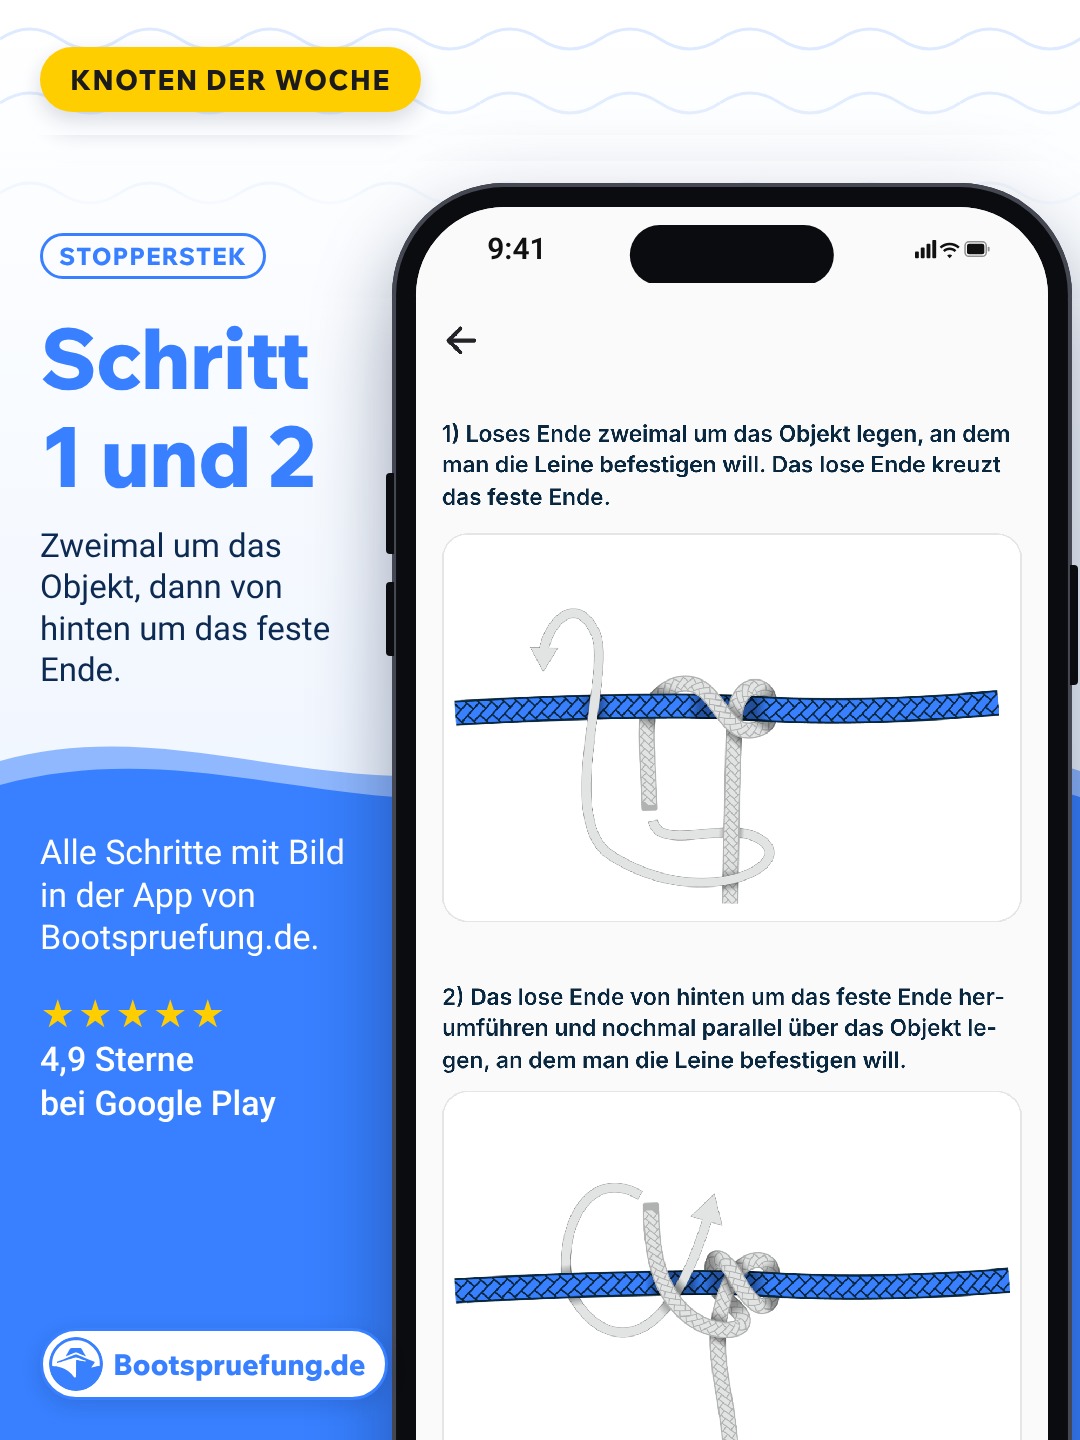 KNOTEN DER WOCHE
STOPPERSTEK
Schritt
1 und 2
Zweimal um das
Objekt, dann von
hinten um das feste
Ende.
Alle Schritte mit Bild
in der App von
Bootspruefung.de.
★★★★★
4,9 Sterne
bei Google Play
Bootspruefung.de
9:41
1) Loses Ende zweimal um das Objekt legen, an dem
man die Leine befestigen will. Das lose Ende kreuzt
das feste Ende.
2) Das lose Ende von hinten um das feste Ende her-
umführen und nochmal parallel über das Objekt le-
gen, an dem man die Leine befestigen will.